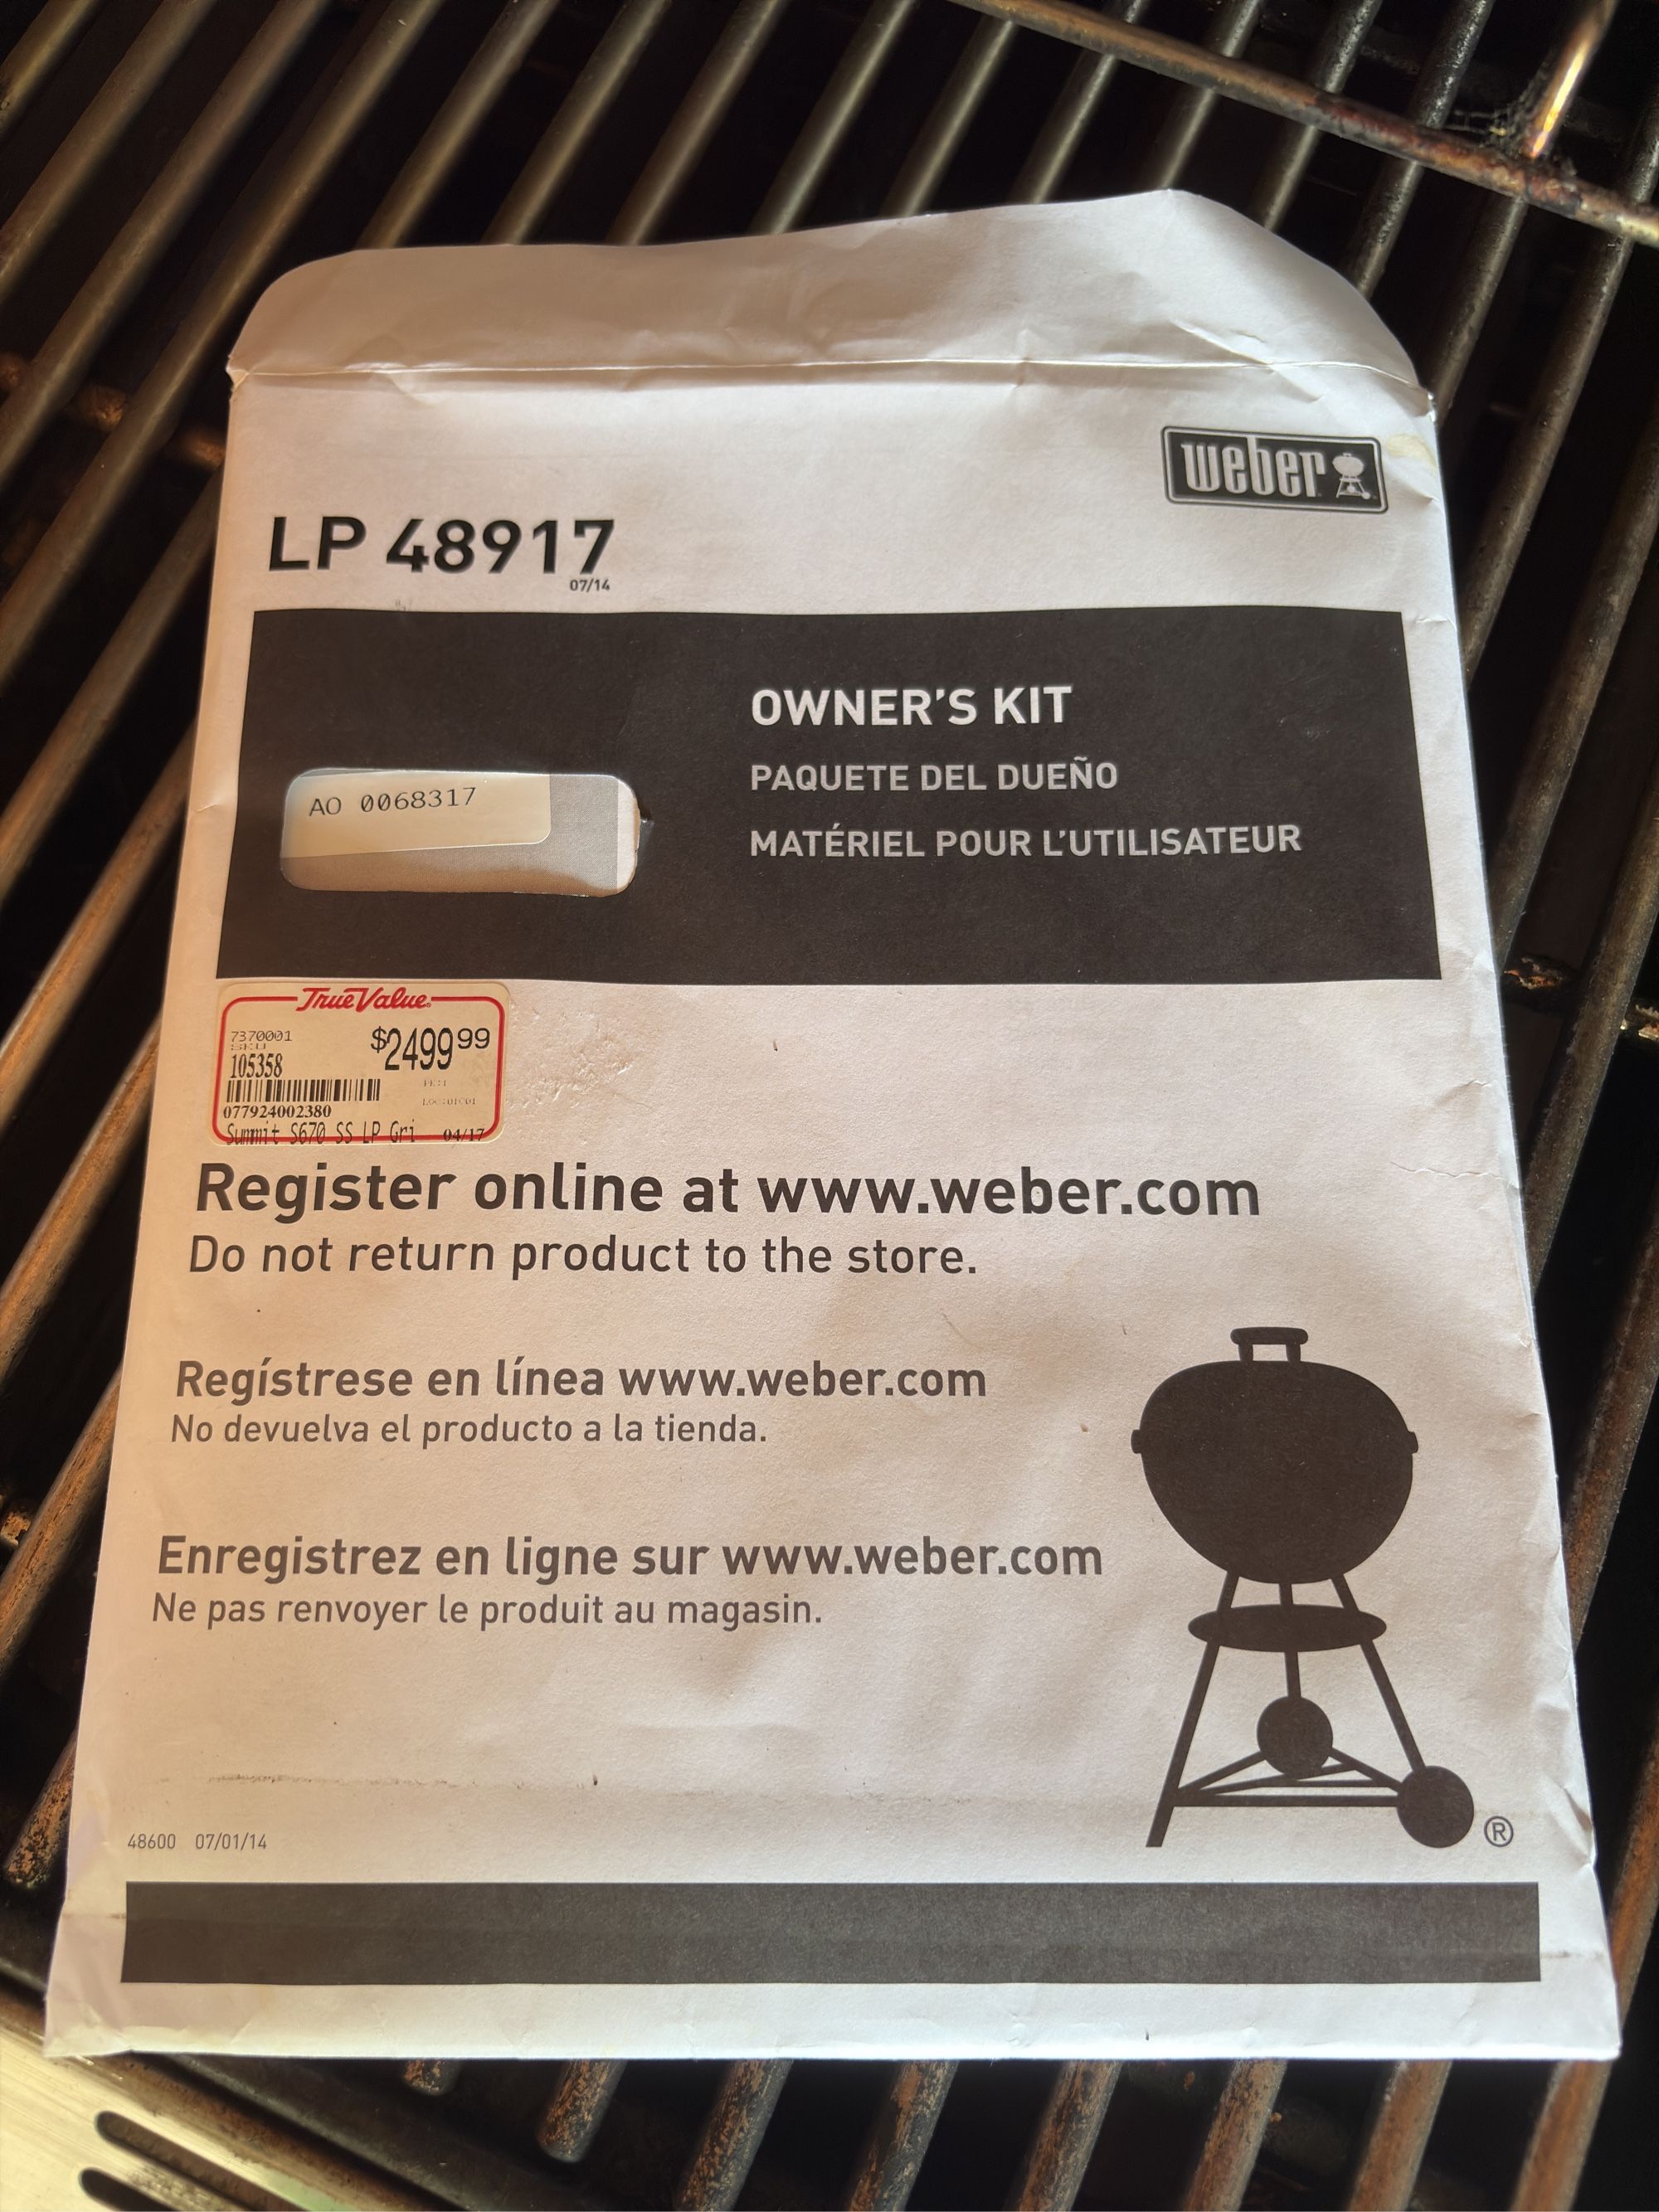 weber
LP 48917
07/14
OWNER'S KIT
PAQUETE DEL DUEÑO
MATÉRIEL POUR L'UTILISATEUR
AO 0068317
True Value
7370001
SKU
105358
$2499 99
077924002380
Summit S670 SS LP Gri 04/17
Register online at www.weber.com
Do not return product to the store.
Regístrese en línea www.weber.com
No devuelva el producto a la tienda.
Enregistrez en ligne sur www.weber.com
Ne pas renvoyer le produit au magasin.
48600 07/01/14
®